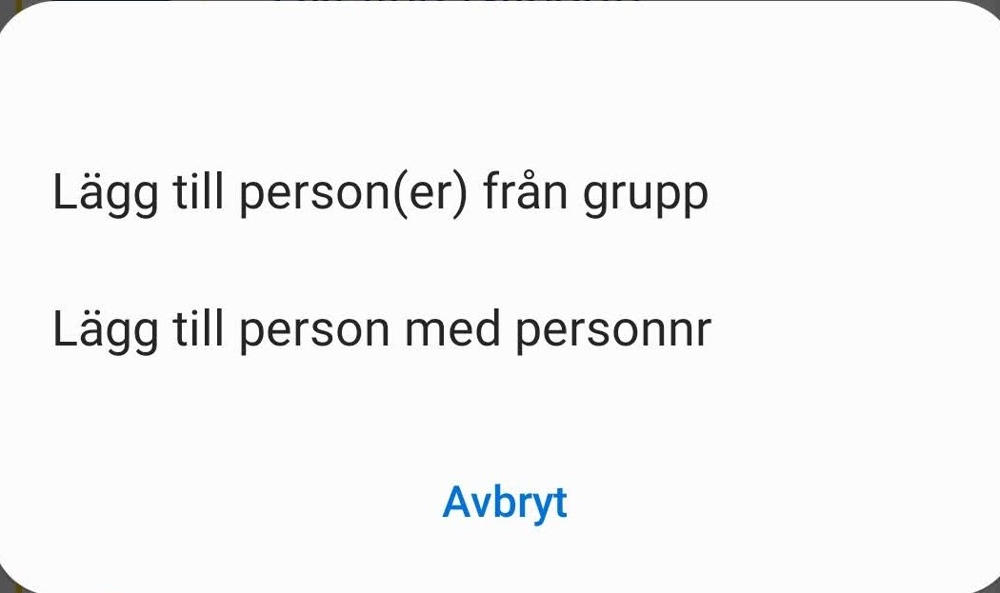 Lägg till person(er) från grupp
Lägg till person med personnr
Avbryt